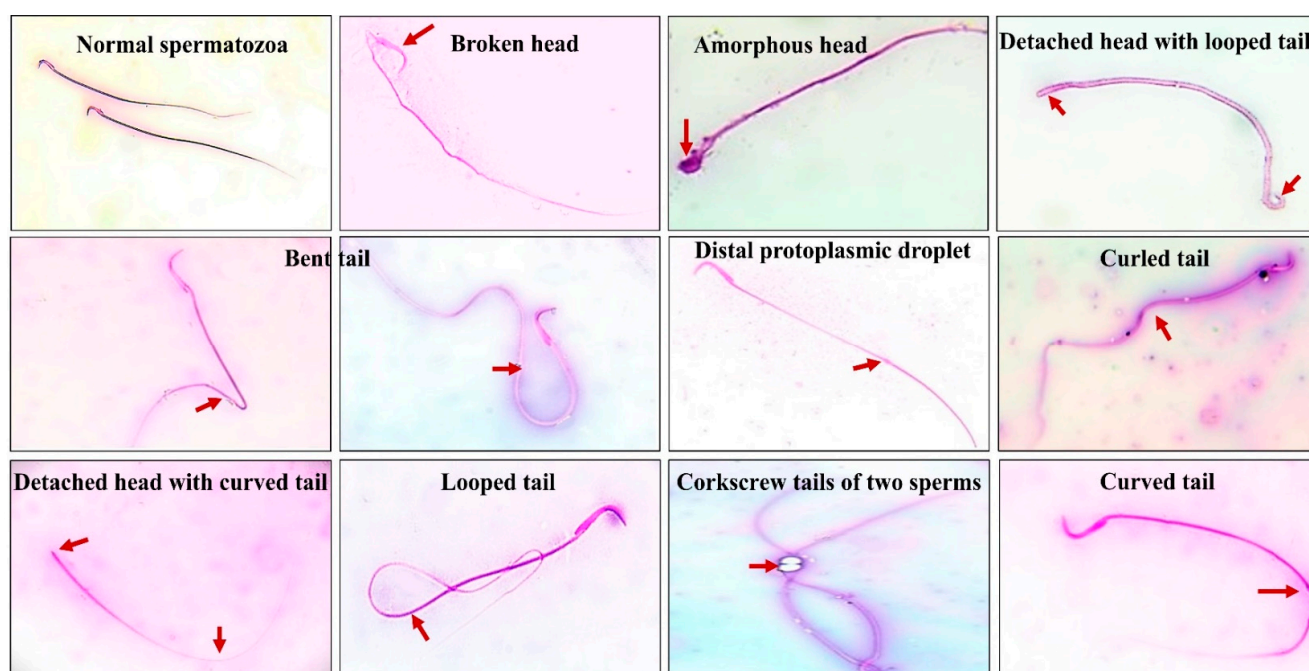 Normal spermatozoa
Broken head
Amorphous head
Detached head with looped tail
Bent tail
Distal protoplasmic droplet
Curled tail
Detached head with curved tail
Looped tail
Corkscrew tails of two sperms
Curved tail